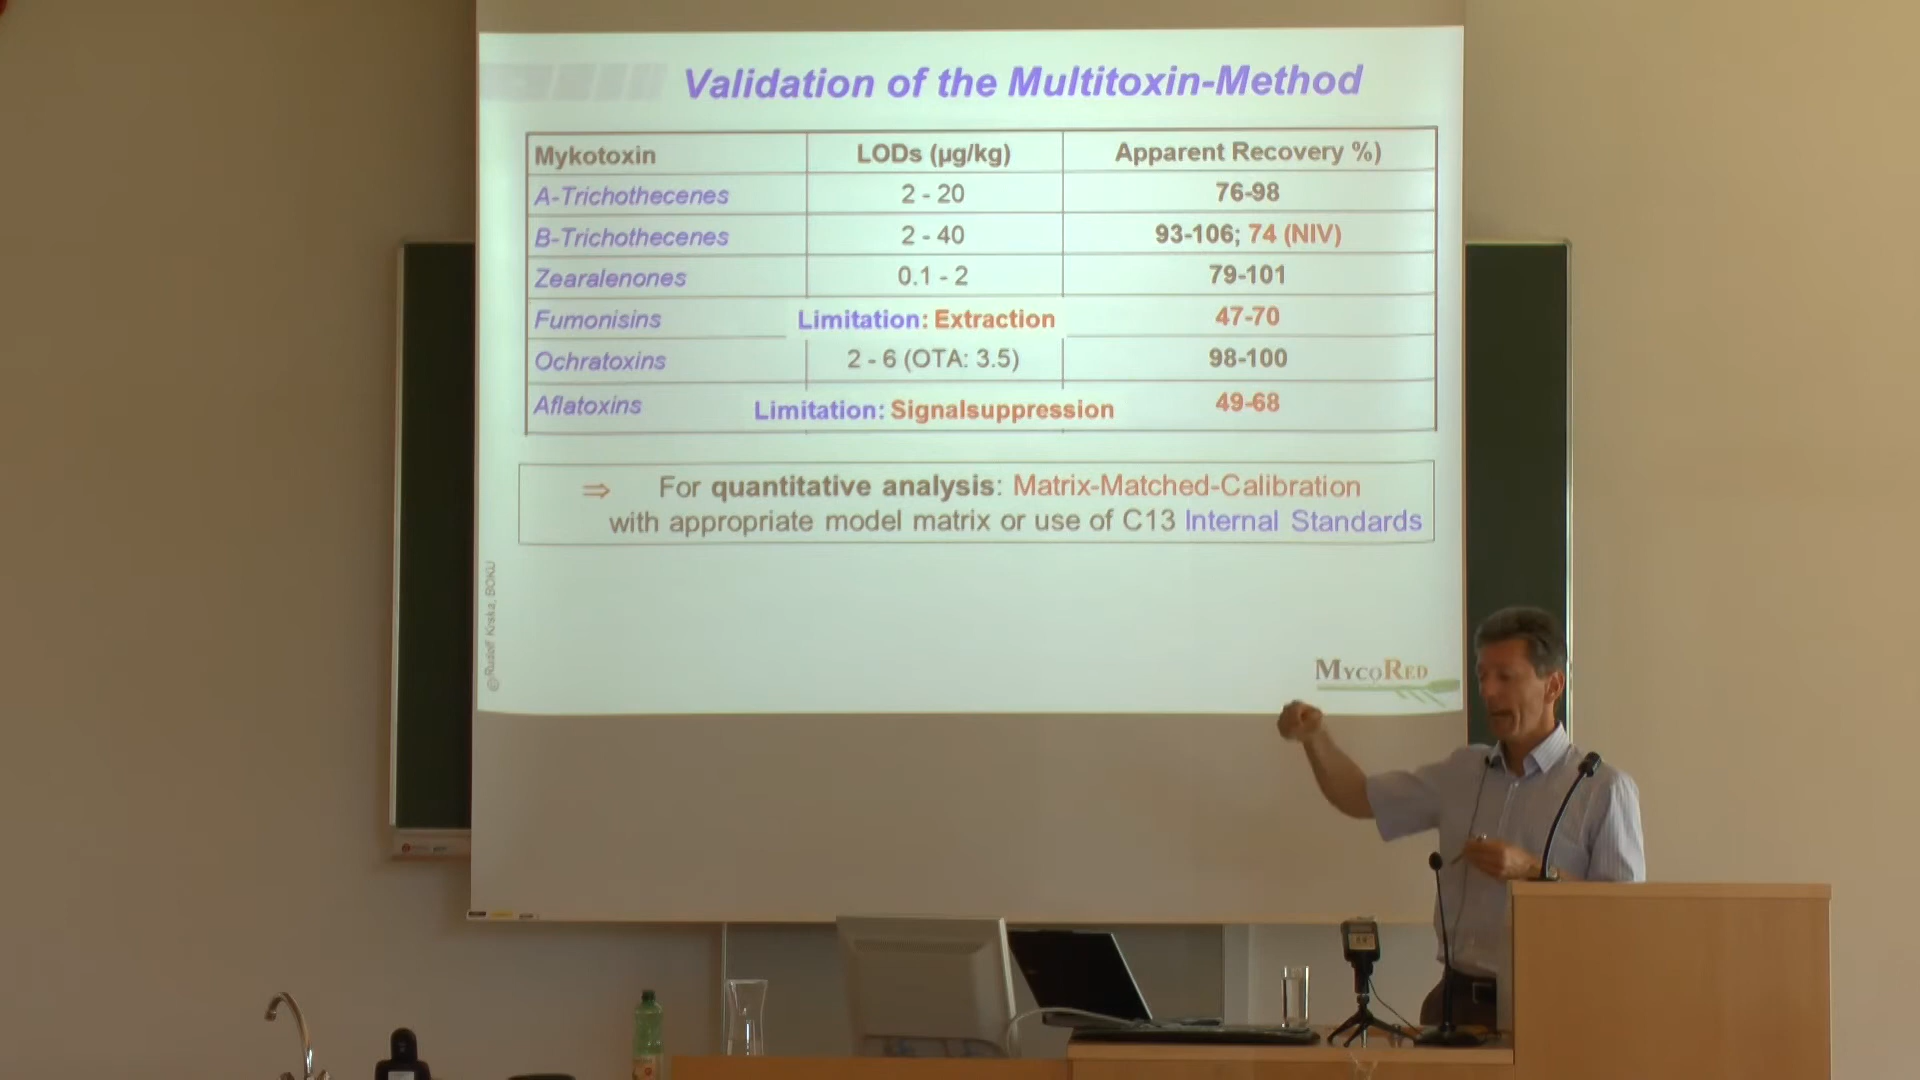 Validation of the Multitoxin-Method
Mykotoxin LODs (µg/kg) Apparent Recovery %)
A-Trichothecenes 2 - 20 76-98
B-Trichothecenes 2 - 40 93-106; 74 (NIV)
Zearalenones 0.1 - 2 79-101
Fumonisins Limitation: Extraction 47-70
Ochratoxins 2 - 6 (OTA: 3.5) 98-100
Aflatoxins Limitation: Signalsuppression 49-68
⇒ For quantitative analysis: Matrix-Matched-Calibration
with appropriate model matrix or use of C13 Internal Standards
© Rudolf Krska, BOKU
MYCORED